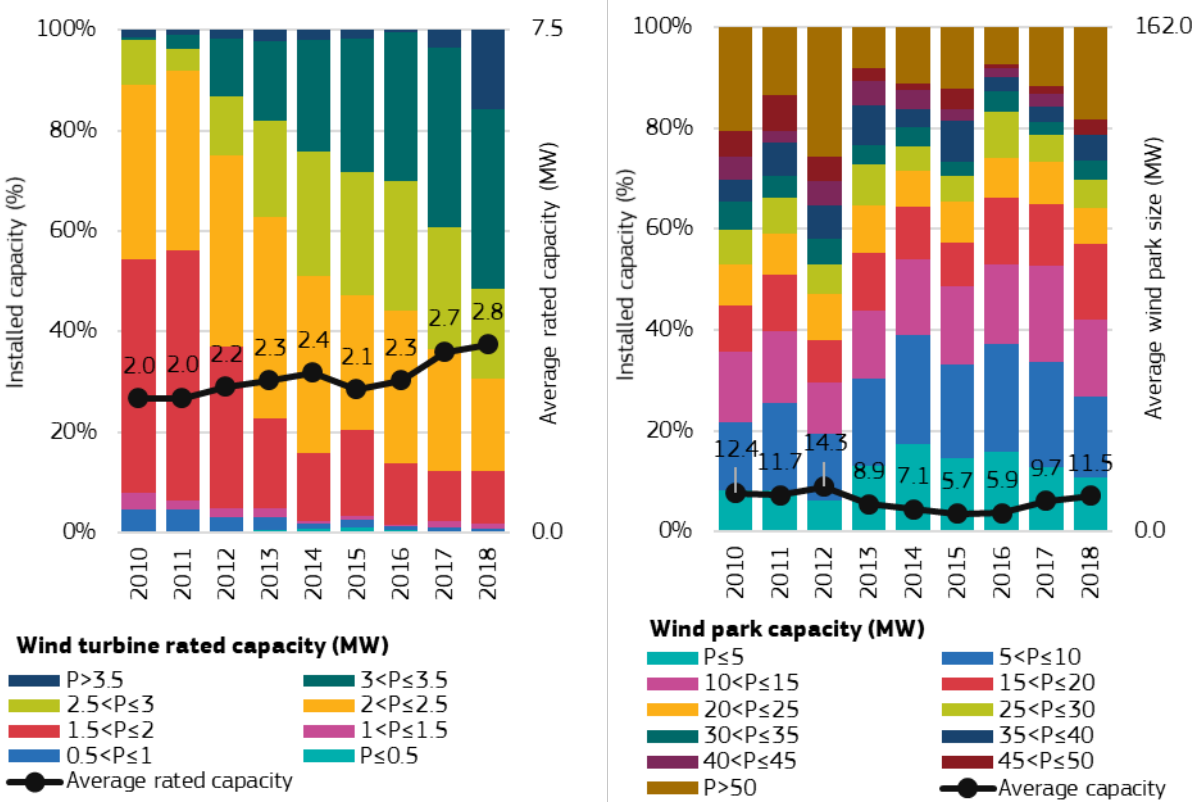 100%
80%
60%
40%
20%
0%
Installed capacity (%)
7.5
0.0
Average rated capacity (MW)
2.0
2.0
2.2
2.3
2.4
2.1
2.3
2.7
2.8
2010
2011
2012
2013
2014
2015
2016
2017
2018
Wind turbine rated capacity (MW)
P>3.5
3<P≤3.5
2.5<P≤3
2<P≤2.5
1.5<P≤2
1<P≤1.5
0.5<P≤1
P≤0.5
Average rated capacity
100%
80%
60%
40%
20%
0%
Installed capacity (%)
162.0
0.0
Average wind park size (MW)
12.4
11.7
14.3
8.9
7.1
5.7
5.9
9.7
11.5
2010
2011
2012
2013
2014
2015
2016
2017
2018
Wind park capacity (MW)
P≤5
5<P≤10
10<P≤15
15<P≤20
20<P≤25
25<P≤30
30<P≤35
35<P≤40
40<P≤45
45<P≤50
P>50
Average capacity